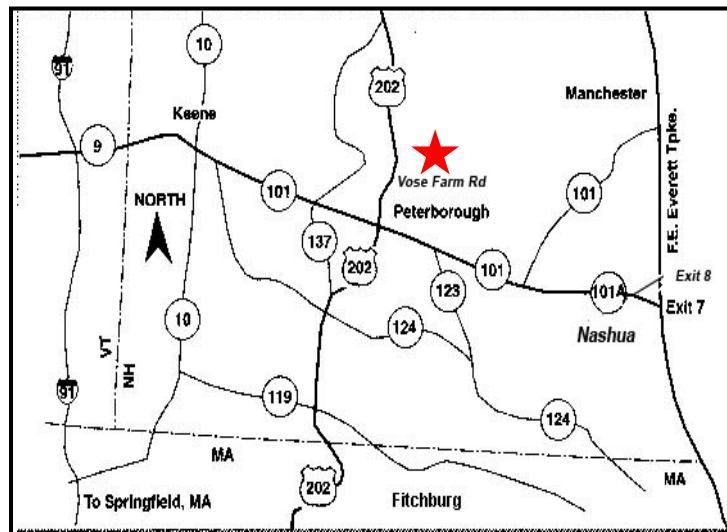 10
91
202
Keene
Manchester
9
101
Vose Farm Rd
101
F.E. Everett Tpke.
NORTH
Peterborough
137
202
101
123
101A
Exit 8
Exit 7
10
124
Nashua
VT
NH
91
119
124
MA
MA
To Springfield, MA
202
Fitchburg